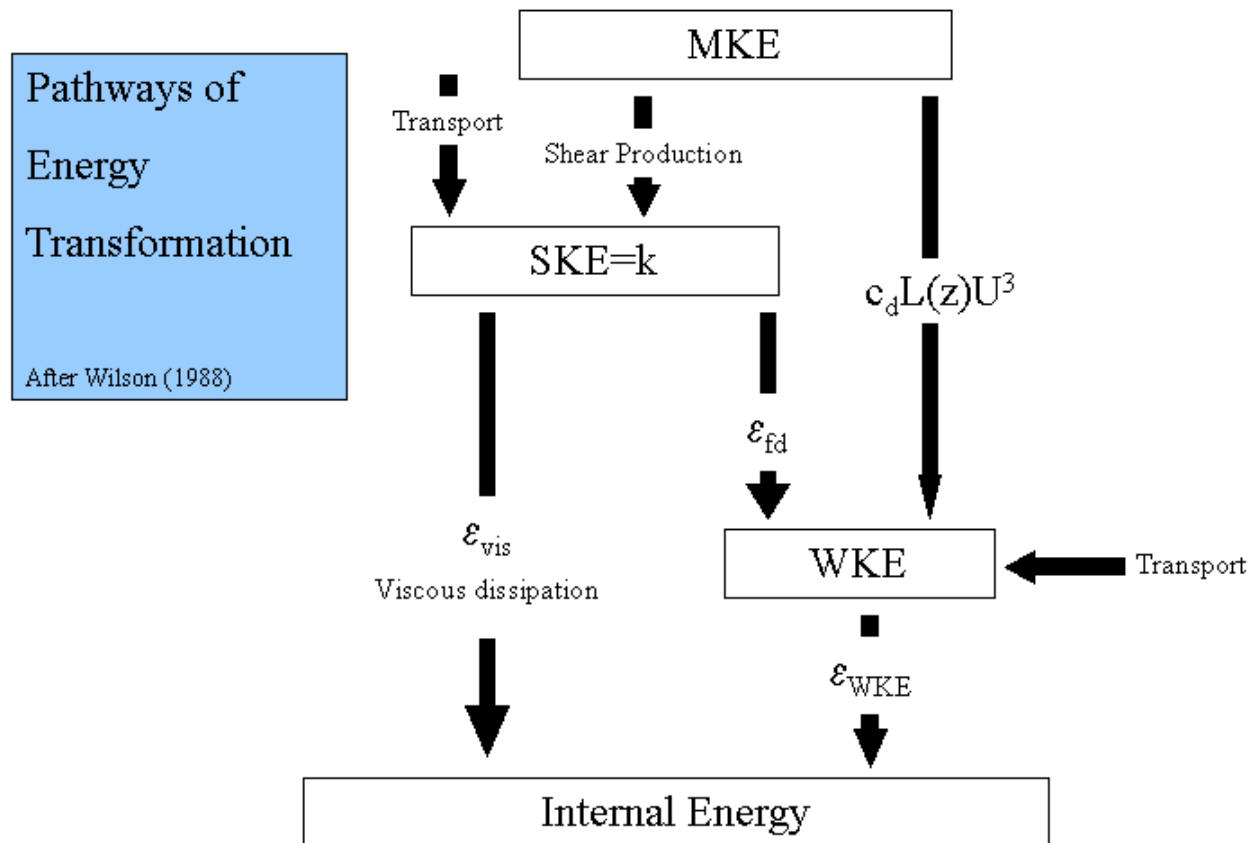 Pathways of
Energy
Transformation
After Wilson (1988)
MKE
Transport
Shear Production
SKE=k
c_dL(z)U³
ε_fd
ε_vis
Viscous dissipation
WKE
Transport
ε_WKE
Internal Energy